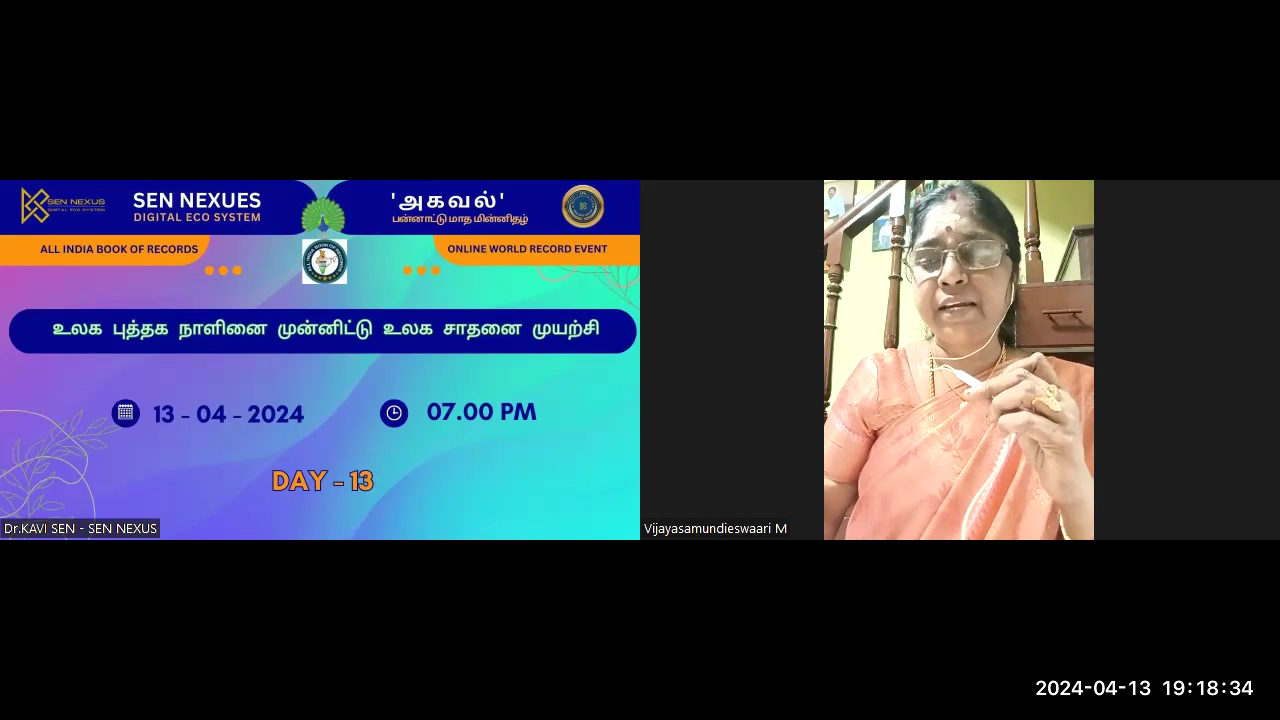 SEN NEXUS
DIGITAL ECO SYSTEM
SEN NEXUES
DIGITAL ECO SYSTEM
'அகவல்'
பன்னாட்டு மாத மின்னிதழ்
ALL INDIA BOOK OF RECORDS
ONLINE WORLD RECORD EVENT
உலக புத்தக நாளினை முன்னிட்டு உலக சாதனை முயற்சி
13 - 04 - 2024
07.00 PM
DAY - 13
Dr.KAVI SEN - SEN NEXUS
Vijayasamundieswaari M
2024-04-13 19:18:34